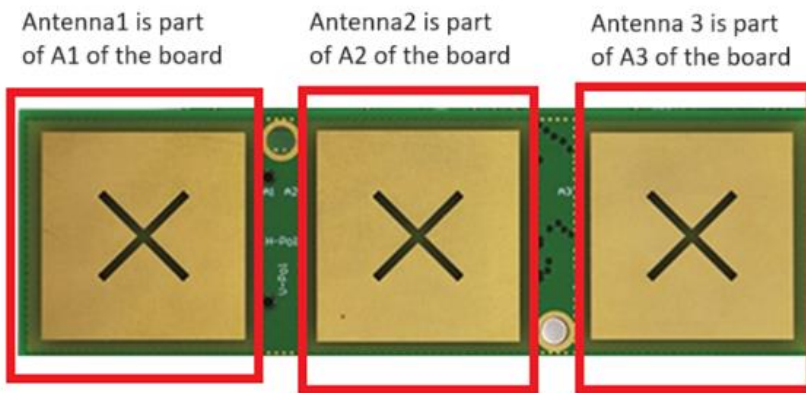 Antenna1 is part
of A1 of the board
Antenna2 is part
of A2 of the board
Antenna 3 is part
of A3 of the board
A1 A2
A3
H-Pol
V-Pol